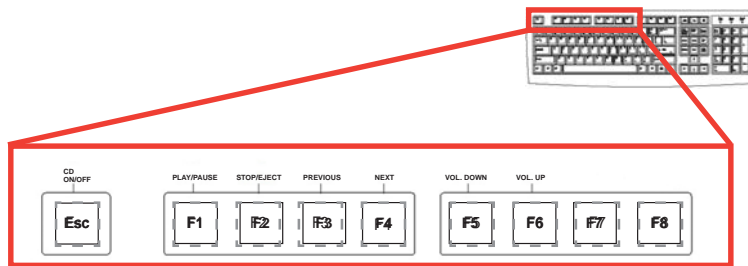 CD
ON/OFF
PLAY/PAUSE STOP/EJECT PREVIOUS NEXT VOL. DOWN VOL. UP
Esc F1 F2 F3 F4 F5 F6 F7 F8